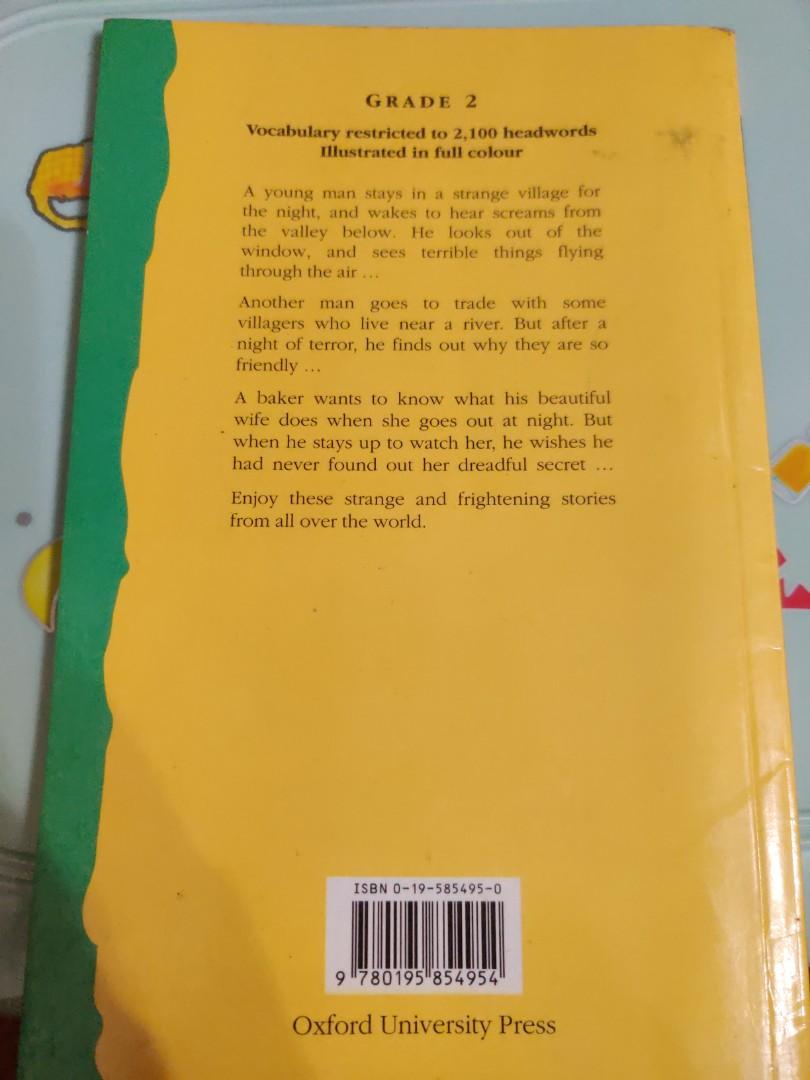 GRADE 2
Vocabulary restricted to 2,100 headwords
Illustrated in full colour
A young man stays in a strange village for
the night, and wakes to hear screams from
the valley below. He looks out of the
window, and sees terrible things flying
through the air ...
Another man goes to trade with some
villagers who live near a river. But after a
night of terror, he finds out why they are so
friendly ...
A baker wants to know what his beautiful
wife does when she goes out at night. But
when he stays up to watch her, he wishes he
had never found out her dreadful secret ...
Enjoy these strange and frightening stories
from all over the world.
ISBN 0-19-585495-0
9 780195 854954
Oxford University Press